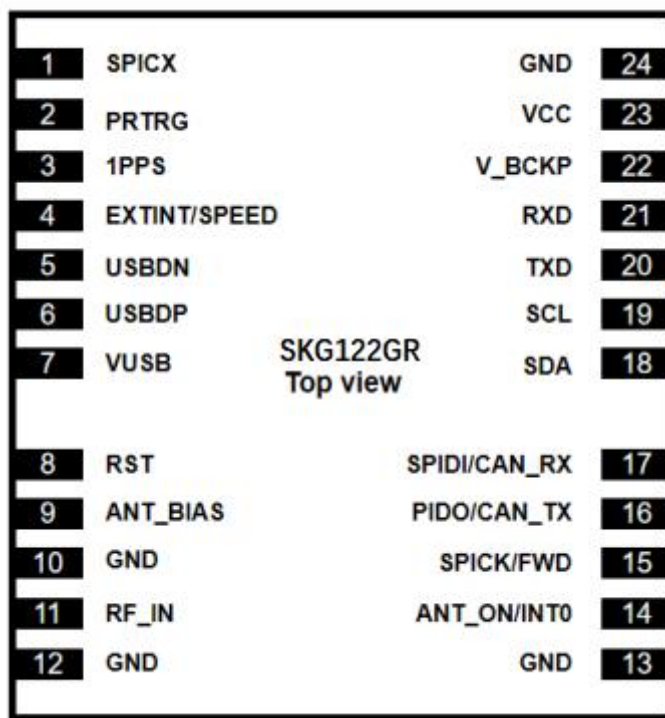 1 SPICX GND 24
2 PRTRG VCC 23
3 1PPS V_BCKP 22
4 EXTINT/SPEED RXD 21
5 USBDN TXD 20
6 USBDP SCL 19
7 VUSB SKG122GR SDA 18
Top view
8 RST SPIDI/CAN_RX 17
9 ANT_BIAS PIDO/CAN_TX 16
10 GND SPICK/FWD 15
11 RF_IN ANT_ON/INT0 14
12 GND GND 13